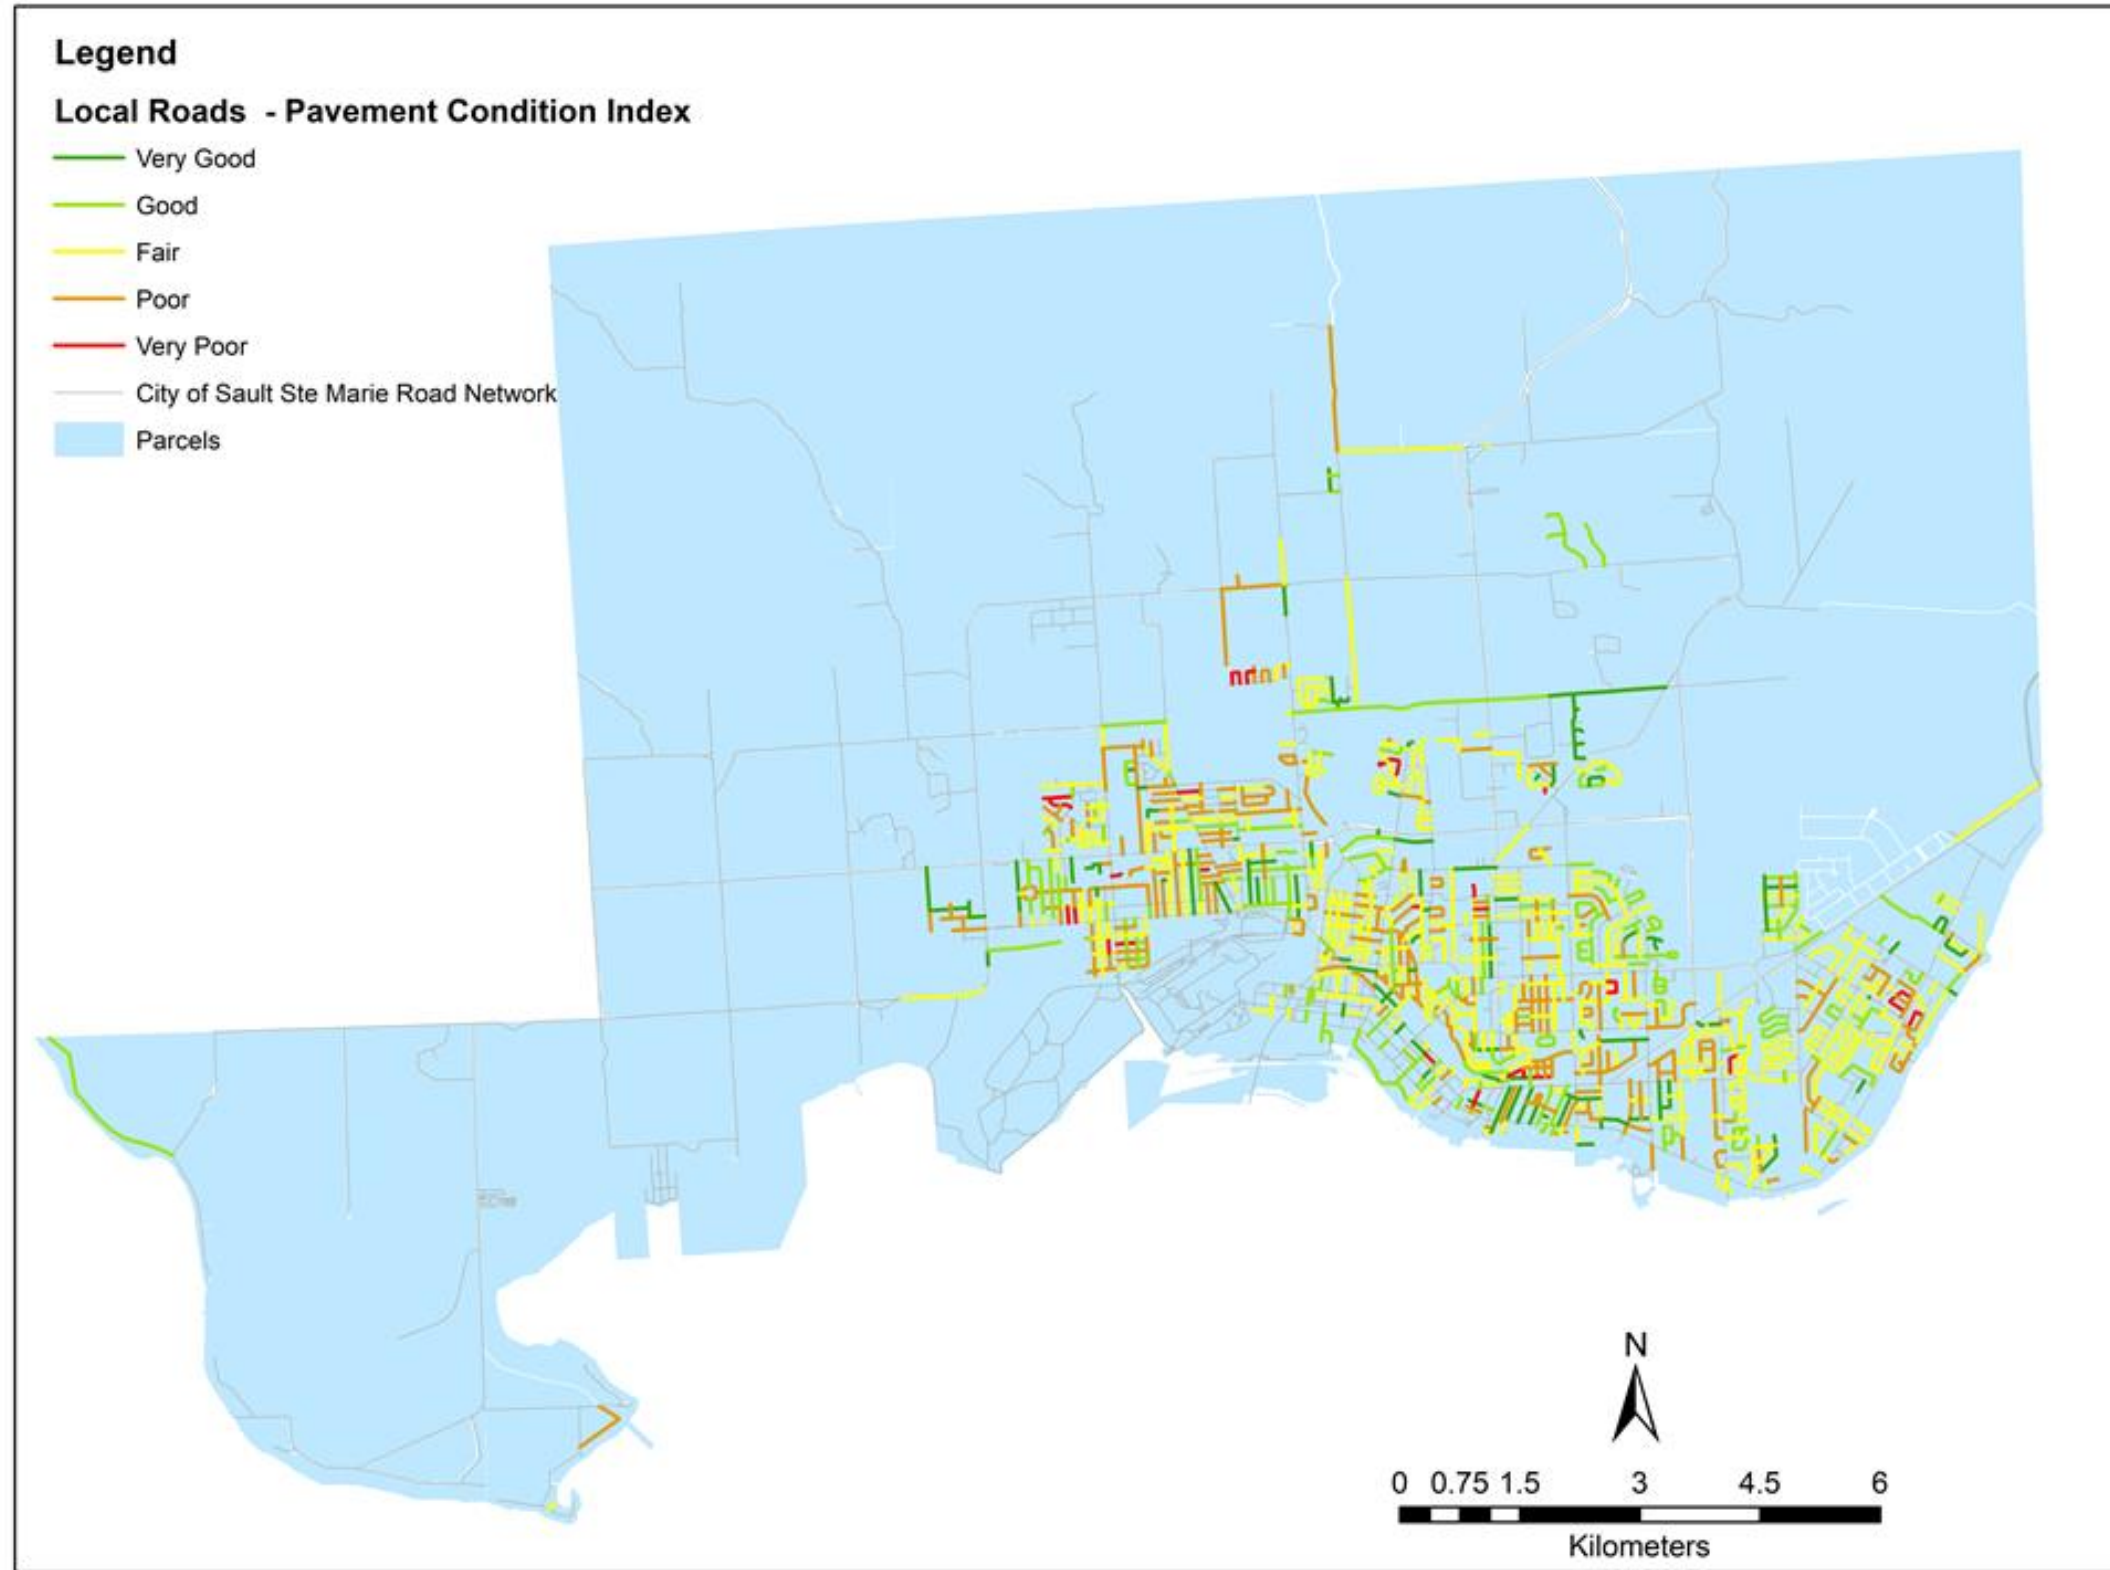 Legend
Local Roads - Pavement Condition Index
Very Good
Good
Fair
Poor
Very Poor
City of Sault Ste Marie Road Network
Parcels
N
0 0.75 1.5 3 4.5 6
Kilometers